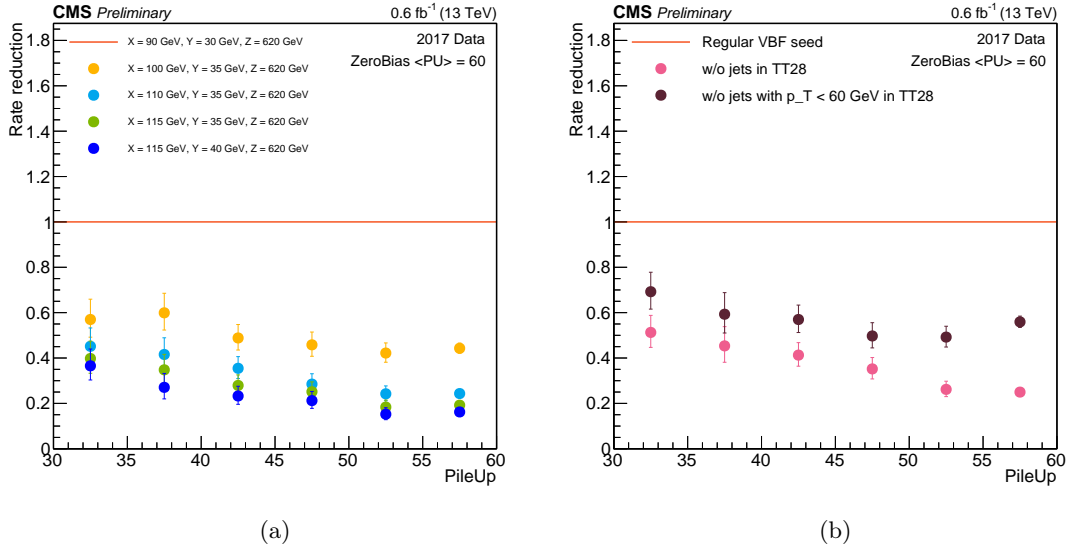 CMS Preliminary 0.6 fb⁻¹ (13 TeV)
Rate reduction
1.8
1.6
1.4
1.2
1
0.8
0.6
0.4
0.2
0
X = 90 GeV, Y = 30 GeV, Z = 620 GeV
X = 100 GeV, Y = 35 GeV, Z = 620 GeV
X = 110 GeV, Y = 35 GeV, Z = 620 GeV
X = 115 GeV, Y = 35 GeV, Z = 620 GeV
X = 115 GeV, Y = 40 GeV, Z = 620 GeV
2017 Data
ZeroBias <PU> = 60
30 35 40 45 50 55 60
PileUp
(a)
CMS Preliminary 0.6 fb⁻¹ (13 TeV)
Rate reduction
1.8
1.6
1.4
1.2
1
0.8
0.6
0.4
0.2
0
Regular VBF seed
w/o jets in TT28
w/o jets with p_T < 60 GeV in TT28
2017 Data
ZeroBias <PU> = 60
30 35 40 45 50 55 60
PileUp
(b)